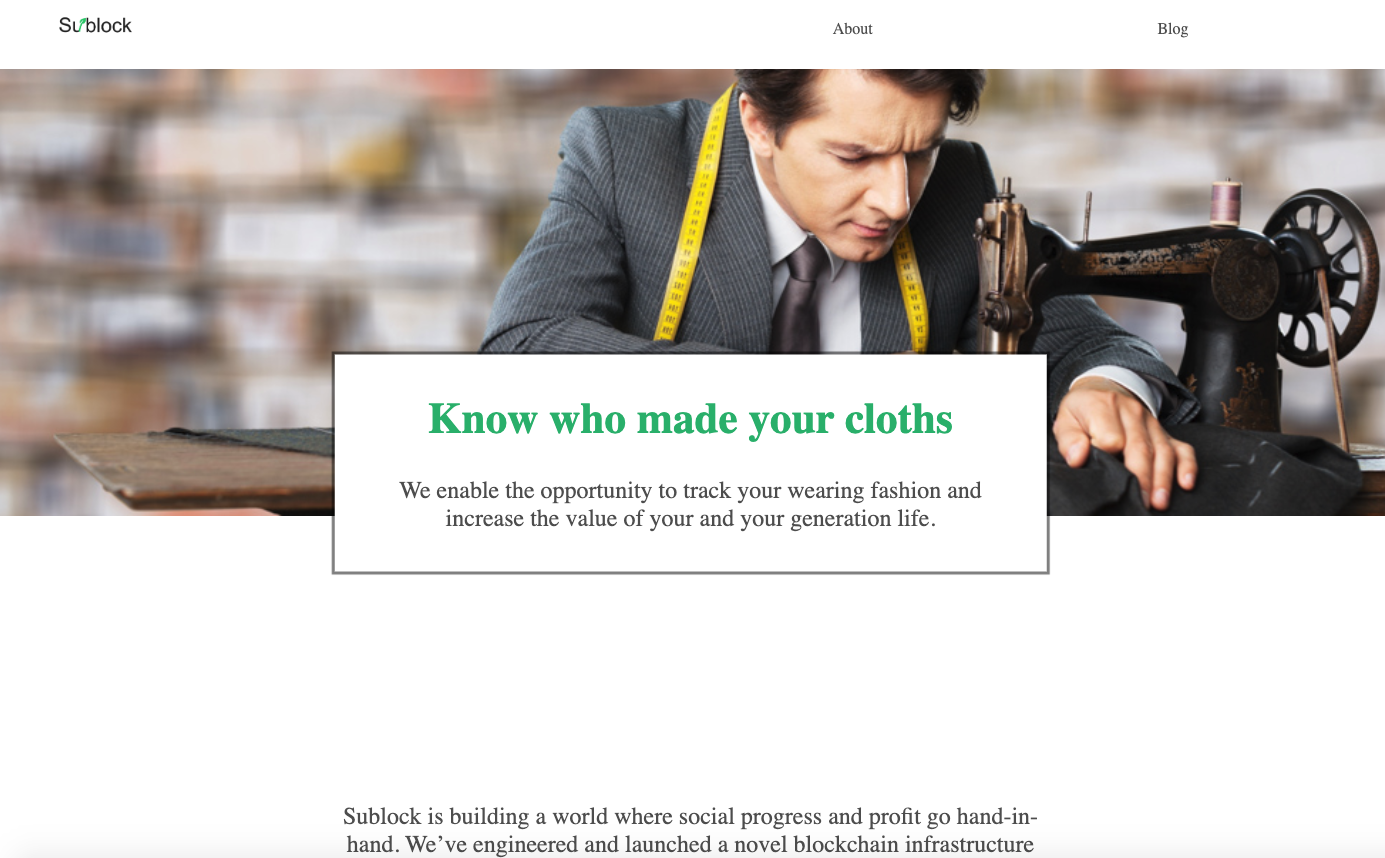 Sublock
About
Blog
Know who made your cloths
We enable the opportunity to track your wearing fashion and
increase the value of your and your generation life.
Sublock is building a world where social progress and profit go hand-in-
hand. We’ve engineered and launched a novel blockchain infrastructure